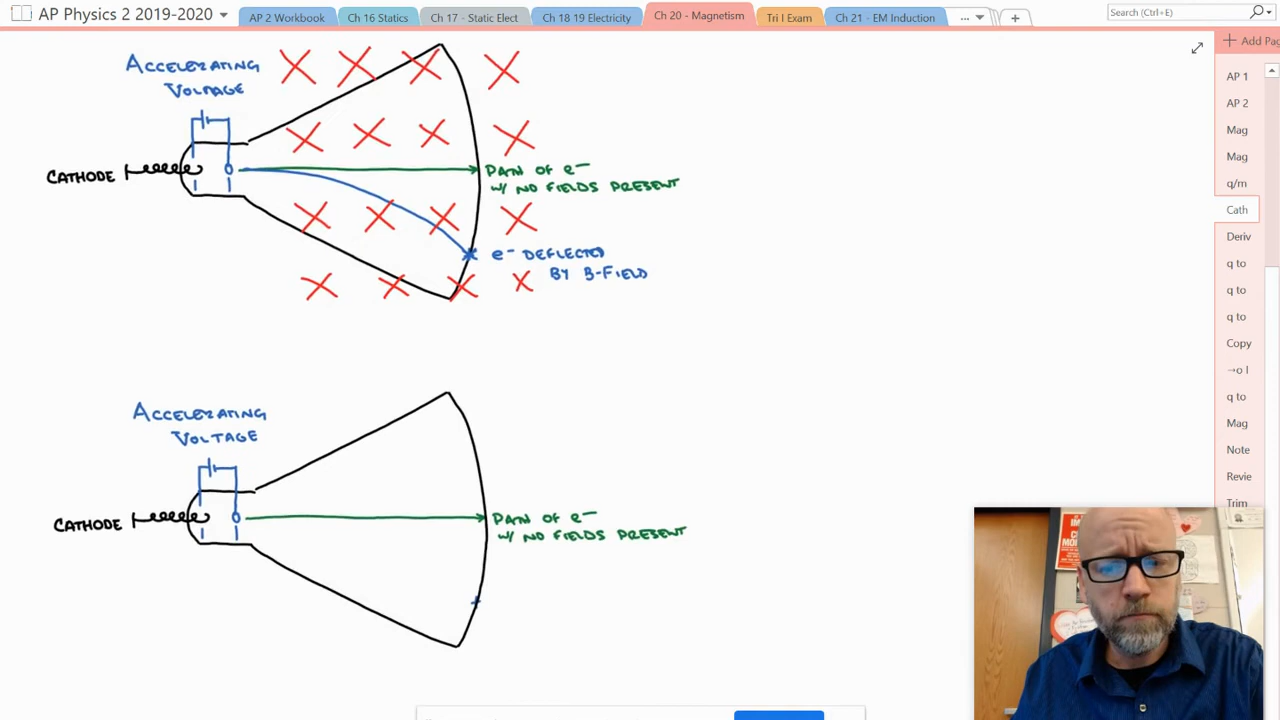 AP Physics 2 2019-2020
AP 2 Workbook
Ch 16 Statics
Ch 17 - Static Elect
Ch 18 19 Electricity
Ch 20 - Magnetism
Tri I Exam
Ch 21 - EM Induction
...
Search (Ctrl+E)
Add Pag
ACCELERATING
VOLTAGE
CATHODE
PATH OF e⁻
W/ NO FIELDS PRESENT
e⁻ DEFLECTED
BY B-FIELD
ACCELERATING
VOLTAGE
CATHODE
PATH OF e⁻
W/ NO FIELDS PRESENT
AP 1
AP 2
Mag
Mag
q/m
Cath
Deriv
q to
q to
q to
Copy
→o I
q to
Mag
Note
Revie
Trim